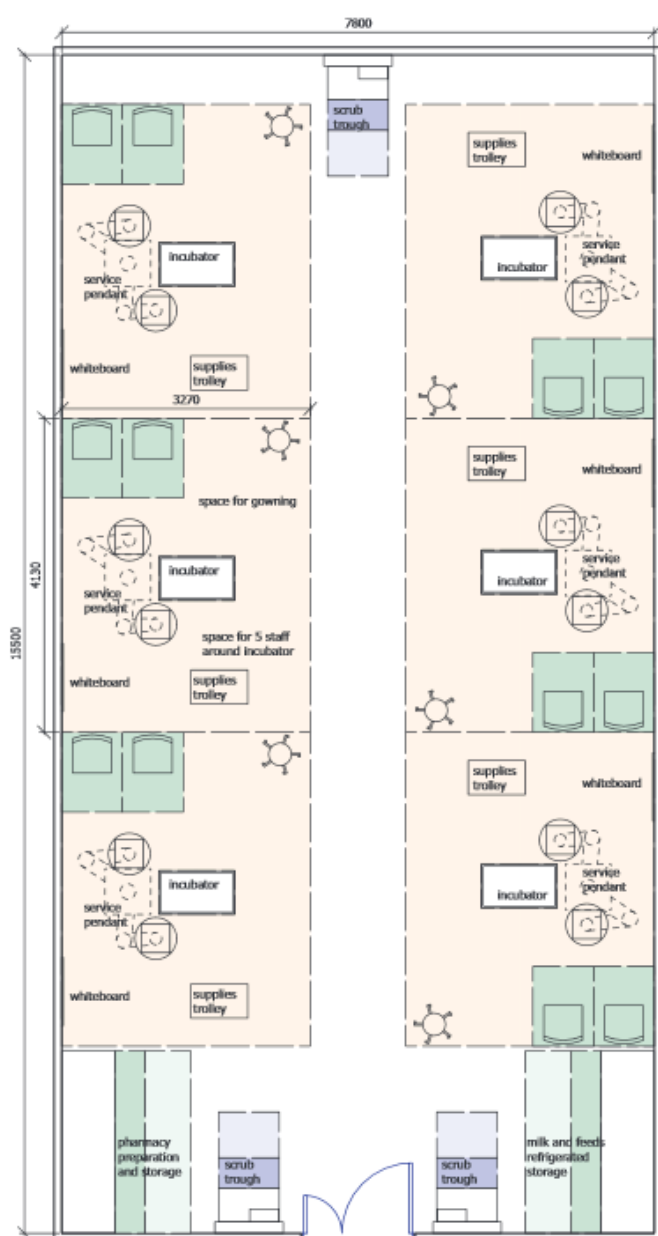 7800
scrub
trough
supplies
trolley
whiteboard
incubator
service
pendant
incubator
service
pendant
whiteboard
supplies
trolley
3270
supplies
trolley
whiteboard
space for gowning
incubator
service
pendant
incubator
service
pendant
4130
15500
space for 5 staff
around incubator
whiteboard
supplies
trolley
supplies
trolley
whiteboard
incubator
service
pendant
incubator
service
pendant
whiteboard
supplies
trolley
pharmacy
preparation
and storage
scrub
trough
scrub
trough
milk and feeds
refrigerated
storage